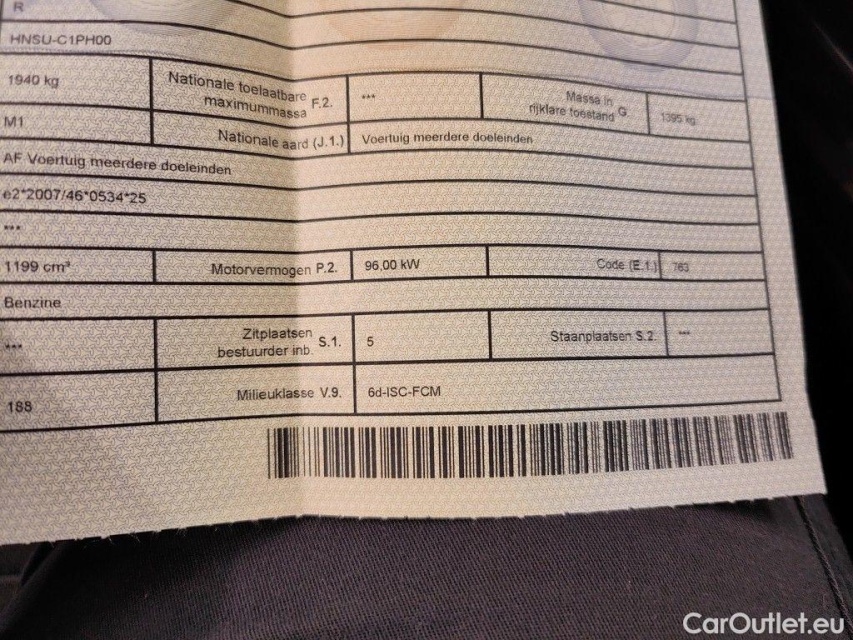 R
HNSU-C1PH00
1940 kg Nationale toelaatbare maximummassa F.2. *** Massa in rijklare toestand G. 1395 kg
M1 Nationale aard (J.1.) Voertuig meerdere doeleinden
AF Voertuig meerdere doeleinden
e2*2007/46*0534*25
***
1199 cm³ Motorvermogen P.2. 96,00 kW Code (E.1.) 763
Benzine
*** Zitplaatsen bestuurder inb. S.1. 5 Staanplaatsen S.2. ***
188 Milieuklasse V.9. 6d-ISC-FCM
CarOutlet.eu